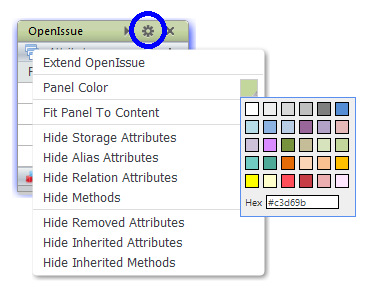 OpenIssue
Extend OpenIssue
Panel Color
Fit Panel To Content
Hide Storage Attributes
Hide Alias Attributes
Hide Relation Attributes
Hide Methods
Hide Removed Attributes
Hide Inherited Attributes
Hide Inherited Methods
Hex #c3d69b